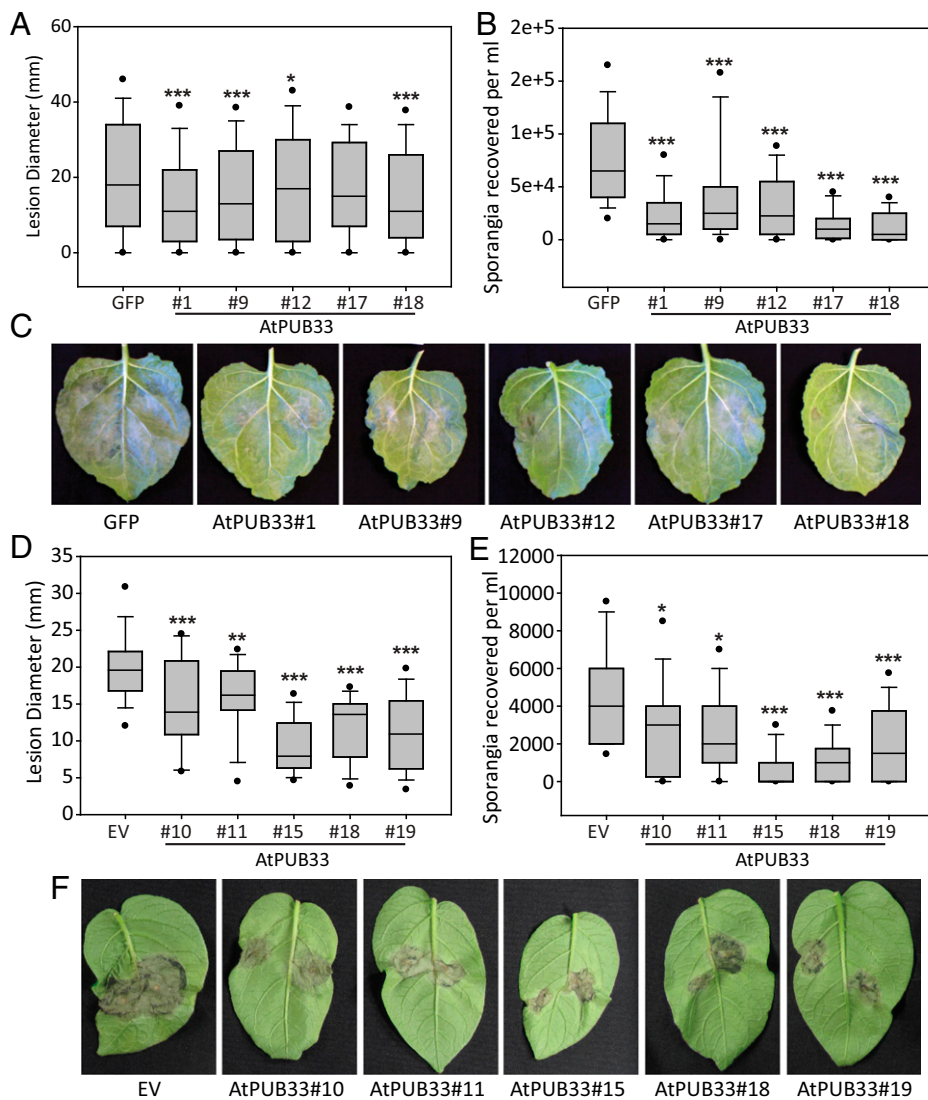 A
Lesion Diameter (mm)
60
40
20
0
***
***
*
***
GFP
#1
#9
#12
#17
#18
AtPUB33
B
Sporangia recovered per ml
2e+5
2e+5
1e+5
5e+4
0
***
***
***
***
***
GFP
#1
#9
#12
#17
#18
AtPUB33
C
GFP
AtPUB33#1
AtPUB33#9
AtPUB33#12
AtPUB33#17
AtPUB33#18
D
Lesion Diameter (mm)
35
30
25
20
15
10
5
0
***
**
***
***
***
EV
#10
#11
#15
#18
#19
AtPUB33
E
Sporangia recovered per ml
12000
10000
8000
6000
4000
2000
0
*
*
***
***
***
EV
#10
#11
#15
#18
#19
AtPUB33
F
EV
AtPUB33#10
AtPUB33#11
AtPUB33#15
AtPUB33#18
AtPUB33#19